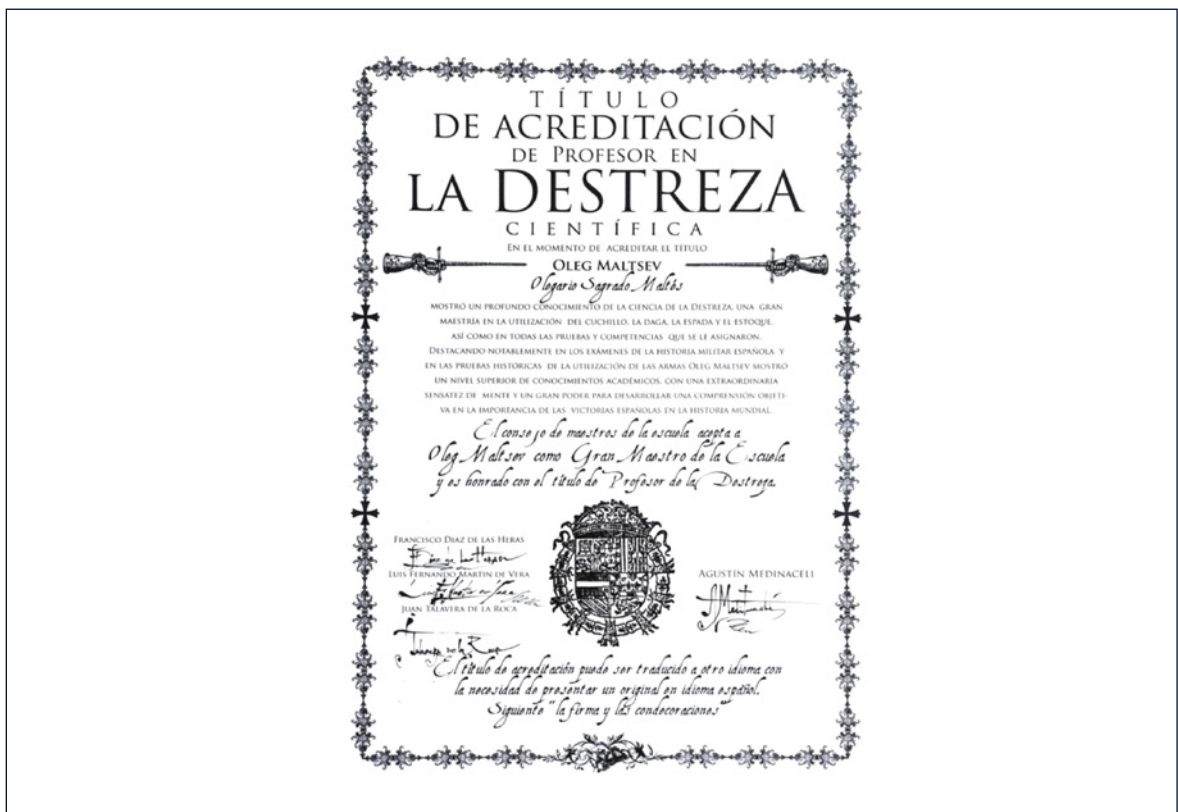 TÍTULO
DE ACREDITACIÓN
DE PROFESOR EN
LA DESTREZA
CIENTÍFICA
EN EL MOMENTO DE ACREDITAR EL TÍTULO
OLEG MALTSEV
Olegario Sagrado Maltés
MOSTRÓ UN PROFUNDO CONOCIMIENTO DE LA CIENCIA DE LA DESTREZA, UNA GRAN
MAESTRÍA EN LA UTILIZACIÓN DEL CUCHILLO, LA DAGA, LA ESPADA Y EL ESTOQUE,
ASÍ COMO EN TODAS LAS PRUEBAS Y COMPETENCIAS QUE SE LE ASIGNARON.
DESTACANDO NOTABLEMENTE EN LOS EXÁMENES DE LA HISTORIA MILITAR ESPAÑOLA Y
EN LAS PRUEBAS HISTÓRICAS DE LA UTILIZACIÓN DE LAS ARMAS OLEG MALTSEV MOSTRÓ
UN NIVEL SUPERIOR DE CONOCIMIENTOS ACADÉMICOS, CON UNA EXTRAORDINARIA
SENSATEZ DE MENTE Y UN GRAN PODER PARA DESARROLLAR UNA COMPRENSIÓN OBJETI-
VA EN LA IMPORTANCIA DE LAS VICTORIAS ESPAÑOLAS EN LA HISTORIA MUNDIAL.
El consejo de maestros de la escuela acepta a
Oleg Maltsev como Gran Maestro de la Escuela
y es honrado con el título de Profesor de la Destreza
FRANCISCO DIAZ DE LAS HERAS
LUIS FERNANDO MARTIN DE VERA
JUAN TALAVERA DE LA ROCA
AGUSTÍN MEDINACELI
El título de acreditación puede ser traducido a otro idioma con
la necesidad de presentar un original en idioma español.
Siguiente "la firma y las condecoraciones"